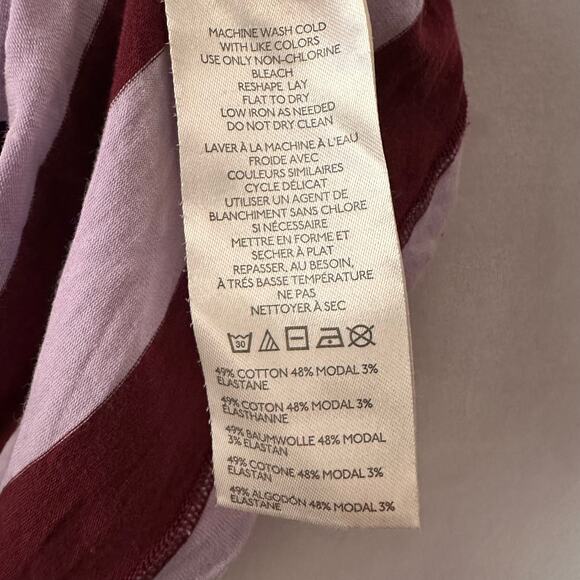 MACHINE WASH COLD
WITH LIKE COLORS
USE ONLY NON-CHLORINE
BLEACH
RESHAPE LAY
FLAT TO DRY
LOW IRON AS NEEDED
DO NOT DRY CLEAN
LAVER À LA MACHINE À L'EAU
FROIDE AVEC
COULEURS SIMILAIRES
CYCLE DÉLICAT
UTILISER UN AGENT DE
BLANCHIMENT SANS CHLORE
SI NÉCESSAIRE
METTRE EN FORME ET
SECHER À PLAT
REPASSER, AU BESOIN,
À TRÉS BASSE TEMPÉRATURE
NE PAS
NETTOYER À SEC
30
49% COTTON 48% MODAL 3%
ELASTANE
49% COTON 48% MODAL 3%
ELASTHANNE
49% BAUMWOLLE 48% MODAL
3% ELASTAN
49% COTONE 48% MODAL 3%
ELASTAN
49% ALGODÓN 48% MODAL 3%
ELASTANE